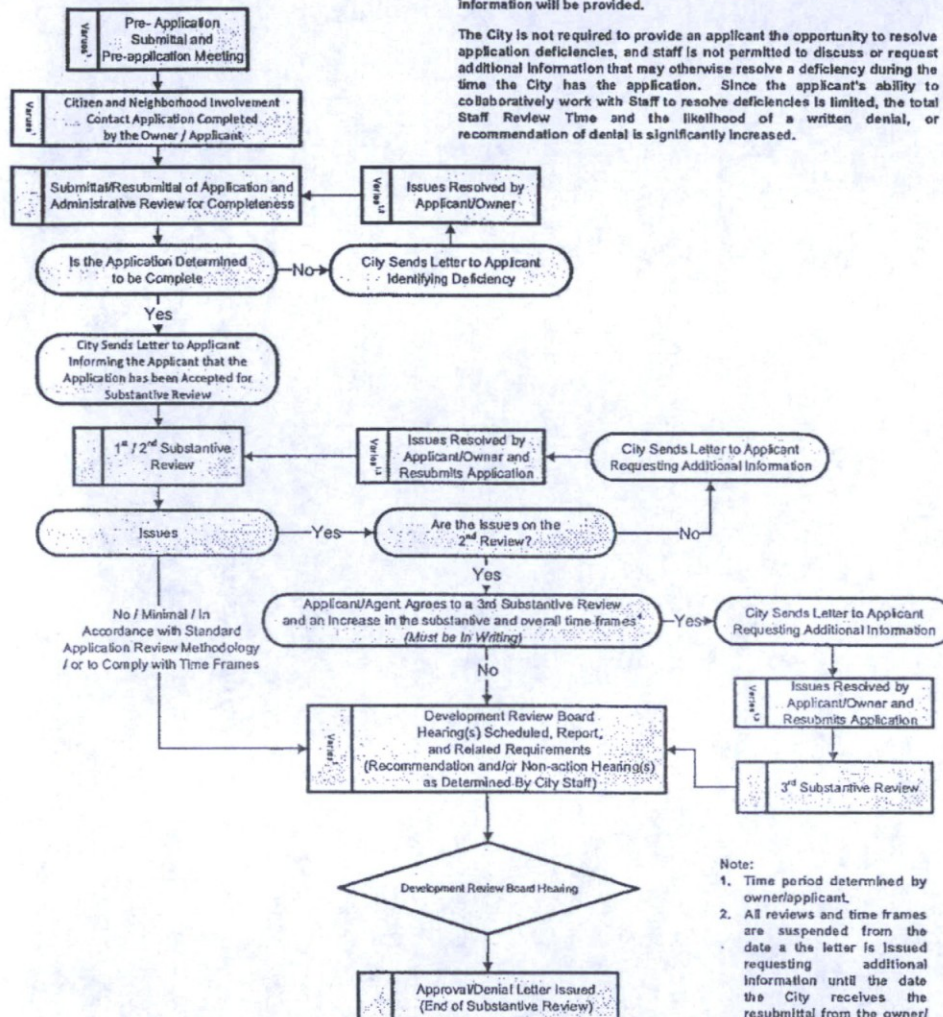 Information will be provided.
The City is not required to provide an applicant the opportunity to resolve
application deficiencies, and staff is not permitted to discuss or request
additional information that may otherwise resolve a deficiency during the
time the City has the application. Since the applicant's ability to
collaboratively work with Staff to resolve deficiencies is limited, the total
Staff Review Time and the likelihood of a written denial, or
recommendation of denial is significantly increased.
Pre- Application
Submittal and
Pre-application Meeting
Varies¹
Citizen and Neighborhood Involvement
Contact Application Completed
by the Owner / Applicant
Varies¹
Submittal/Resubmittal of Application and
Administrative Review for Completeness
Issues Resolved by
Applicant/Owner
Varies
Is the Application Determined
to be Complete
No
City Sends Letter to Applicant
Identifying Deficiency
Yes
City Sends Letter to Applicant
Informing the Applicant that the
Application has been Accepted for
Substantive Review
1st / 2nd Substantive
Review
Issues Resolved by
Applicant/Owner and
Resubmits Application
Varies
City Sends Letter to Applicant
Requesting Additional Information
Issues
Yes
Are the Issues on the
2nd Review?
No
Yes
No / Minimal / In
Accordance with Standard
Application Review Methodology
/ or to Comply with Time Frames
Applicant/Agent Agrees to a 3rd Substantive Review
and an Increase in the substantive and overall time frames⁴
(Must be In Writing)
Yes
City Sends Letter to Applicant
Requesting Additional Information
No
Issues Resolved by
Applicant/Owner and
Resubmits Application
Varies
Development Review Board
Hearing(s) Scheduled, Report,
and Related Requirements
(Recommendation and/or Non-action Hearing(s)
as Determined By City Staff)
Varies
3rd Substantive Review
Development Review Board Hearing
Approval/Denial Letter Issued
(End of Substantive Review)
Note:
1. Time period determined by
owner/applicant.
2. All reviews and time frames
are suspended from the
date a the letter is issued
requesting additional
information until the date
the City receives the
resubmittal from the owner/